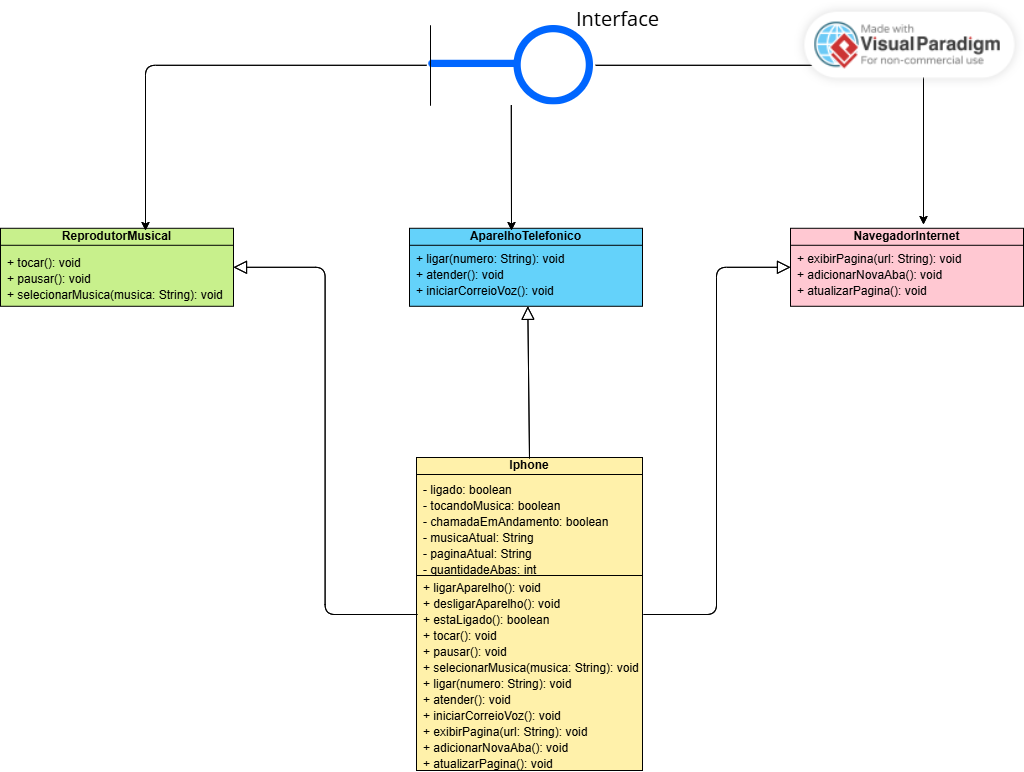 Interface
Made with
Visual Paradigm
For non-commercial use
ReprodutorMusical
+ tocar(): void
+ pausar(): void
+ selecionarMusica(musica: String): void
AparelhoTelefonico
+ ligar(numero: String): void
+ atender(): void
+ iniciarCorreioVoz(): void
NavegadorInternet
+ exibirPagina(url: String): void
+ adicionarNovaAba(): void
+ atualizarPagina(): void
Iphone
- ligado: boolean
- tocandoMusica: boolean
- chamadaEmAndamento: boolean
- musicaAtual: String
- paginaAtual: String
- quantidadeAbas: int
+ ligarAparelho(): void
+ desligarAparelho(): void
+ estaLigado(): boolean
+ tocar(): void
+ pausar(): void
+ selecionarMusica(musica: String): void
+ ligar(numero: String): void
+ atender(): void
+ iniciarCorreioVoz(): void
+ exibirPagina(url: String): void
+ adicionarNovaAba(): void
+ atualizarPagina(): void